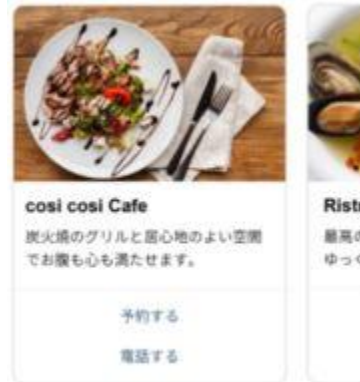 cosi cosi Cafe
炭火焼のグリルと居心地のよい空間
でお腹も心も満たせます。
予約する
電話する
Rist
最高の
ゆっく